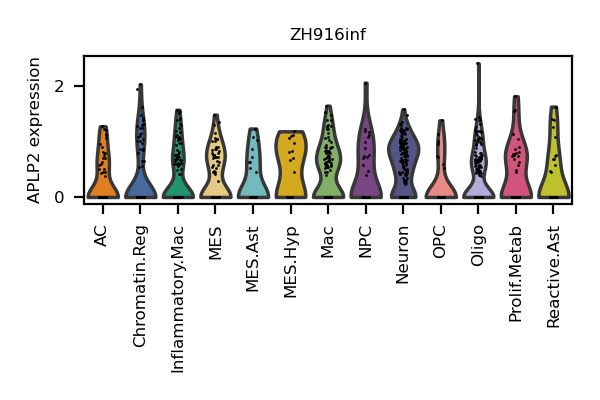 ZH916inf
APLP2 expression
2
0
AC
Chromatin.Reg
Inflammatory.Mac
MES
MES.Ast
MES.Hyp
Mac
NPC
Neuron
OPC
Oligo
Prolif.Metab
Reactive.Ast